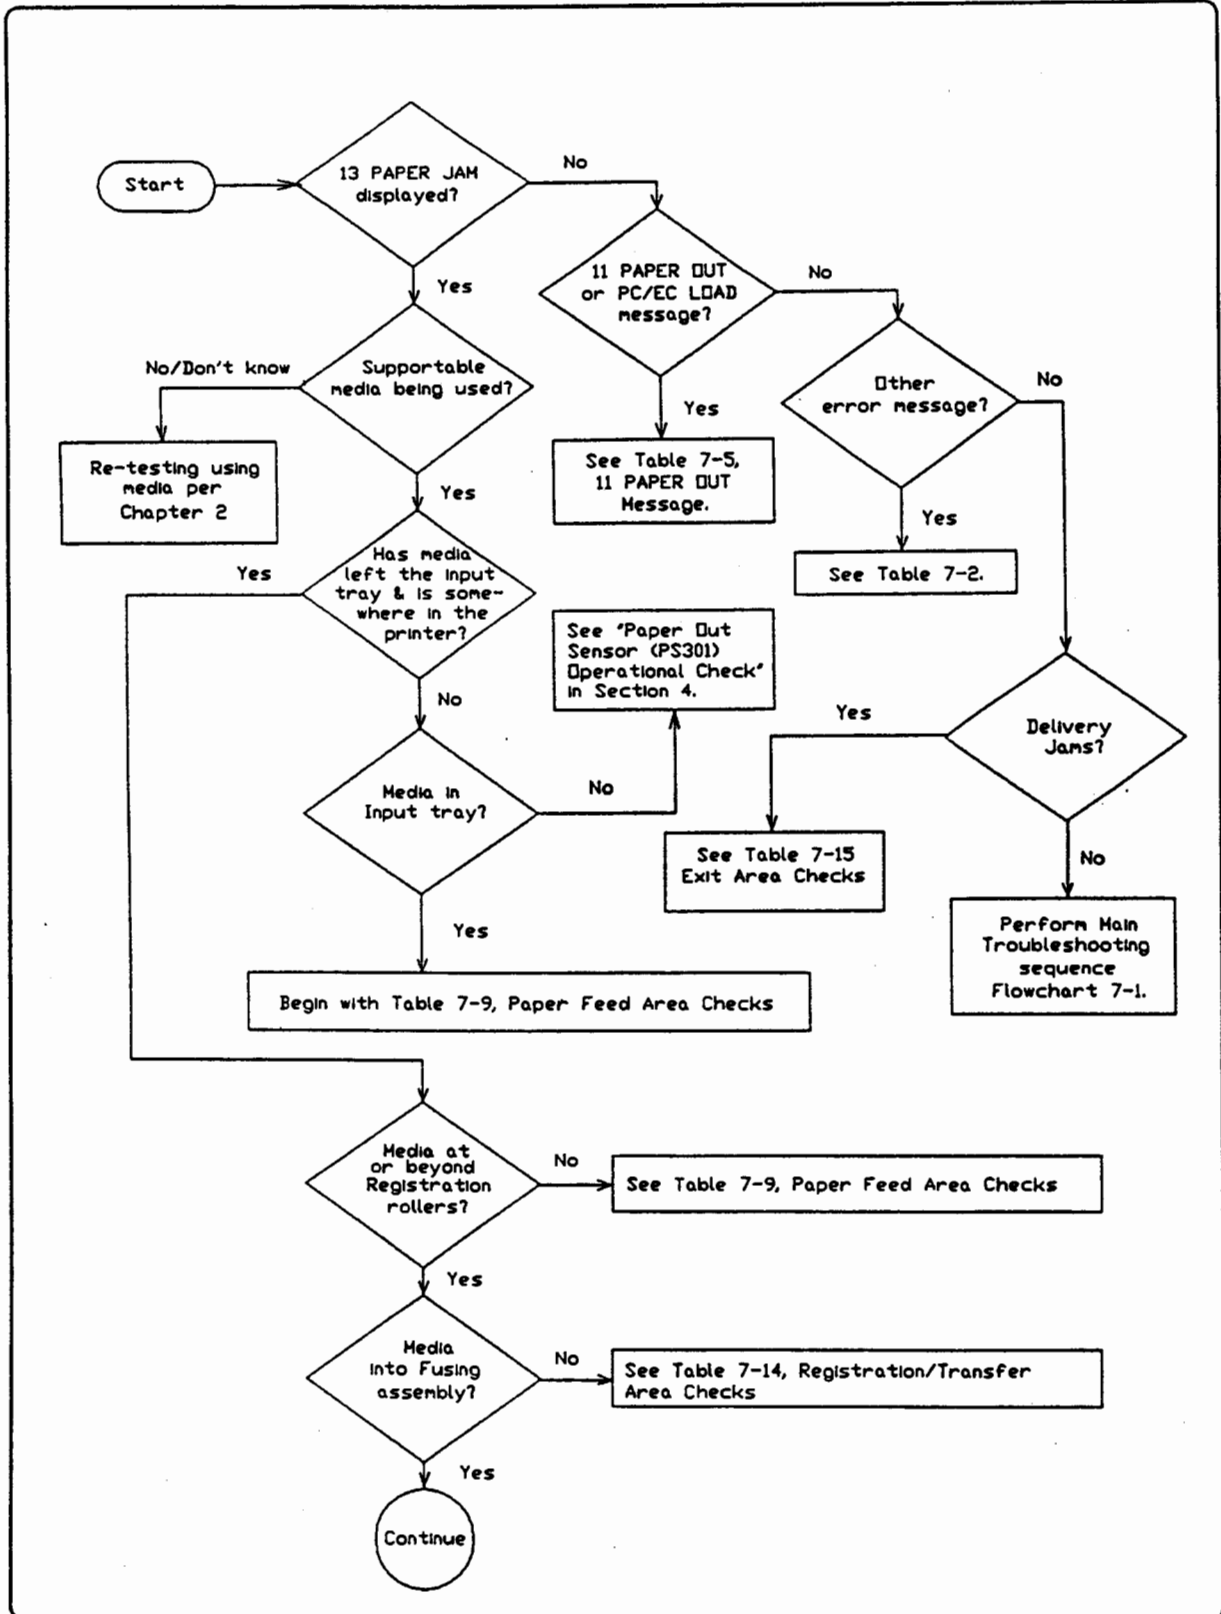 Start
13 PAPER JAM
displayed?
No
Yes
11 PAPER OUT
or PC/EC LOAD
message?
No
Yes
Other
error message?
No
Yes
No/Don't know
Supportable
media being used?
Yes
Re-testing using
media per
Chapter 2
See Table 7-5,
11 PAPER OUT
Message.
See Table 7-2.
Yes
Has media
left the input
tray & is some-
where in the
printer?
No
See "Paper Out
Sensor (PS301)
Operational Check"
in Section 4.
Yes
Delivery
Jams?
No
Media in
Input tray?
No
Yes
See Table 7-15
Exit Area Checks
Perform Main
Troubleshooting
sequence
Flowchart 7-1.
Begin with Table 7-9, Paper Feed Area Checks
Media at
or beyond
Registration
rollers?
No
See Table 7-9, Paper Feed Area Checks
Yes
Media
into Fusing
assembly?
No
See Table 7-14, Registration/Transfer
Area Checks
Yes
Continue